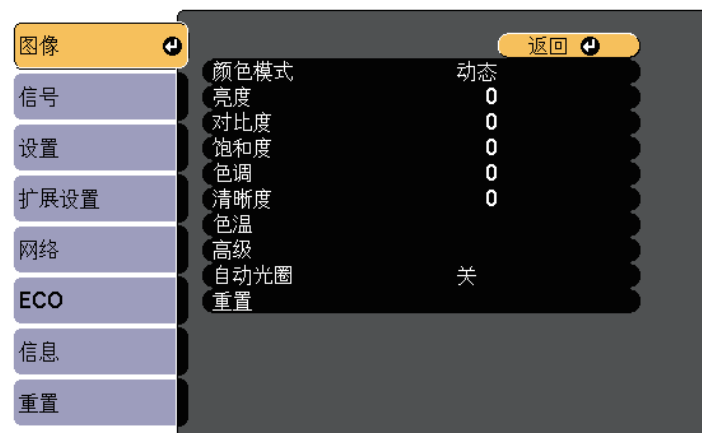 图像
信号
设置
扩展设置
网络
ECO
信息
重置
返回
颜色模式 动态
亮度 0
对比度 0
饱和度 0
色调 0
清晰度 0
色温
高级
自动光圈 关
重置